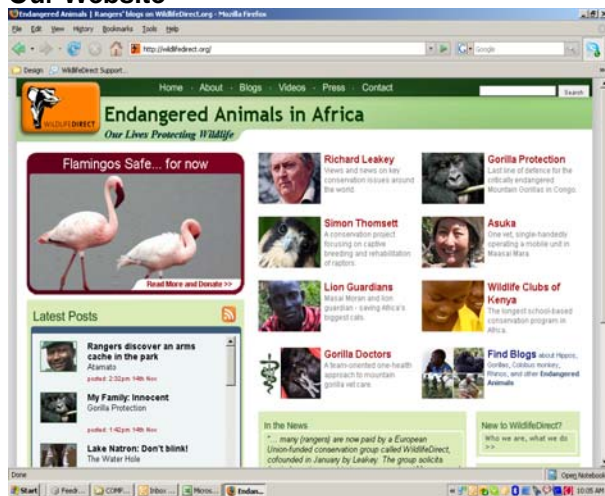 Our Website
Endangered Animals | Rangers' blogs on WildlifeDirect.org - Mozilla Firefox
File Edit View History Bookmarks Tools Help
http://wildlifedirect.org/
Google
Design WildlifeDirect Support...
Home · About · Blogs · Videos · Press · Contact
Search
WILDLIFEDIRECT
Endangered Animals in Africa
Our Lives Protecting Wildlife
Flamingos Safe... for now
Read More and Donate >>
Richard Leakey
Views and news on key
conservation issues around
the world.
Gorilla Protection
Last line of defence for the
critically endangered
Mountain Gorillas in Congo.
Simon Thomsett
A conservation project
focusing on captive
breeding and rehabilitation
of raptors.
Asuka
One vet, single-handedly
operating a mobile unit in
Maasai Mara
Lion Guardians
Masai Moran and lion
guardian - saving Africa's
biggest cats.
Wildlife Clubs of
Kenya
The longest school-based
conservation program in
Africa.
Gorilla Doctors
A team-oriented one-health
approach to mountain
gorilla vet care.
Find Blogs about Hippos,
Gorillas, Colobus monkey,
Rhinos, and other Endangered
Animals
Latest Posts
Rangers discover an arms
cache in the park
Atamato
posted: 2:32pm 14th Nov
My Family: Innocent
Gorilla Protection
posted: 1:42pm 14th Nov
Lake Natron: Don't blink!
The Water Hole
In the News
"... many (rangers) are now paid by a European
Union-funded conservation group called WildlifeDirect,
cofounded in January by Leakey. The group solicits
New to WildlifeDirect?
Who we are, what we do
>>
Done
Open Notebook
Start
Feedr...
COMP...
Inbox ...
Micros...
Endan...
10:05 AM